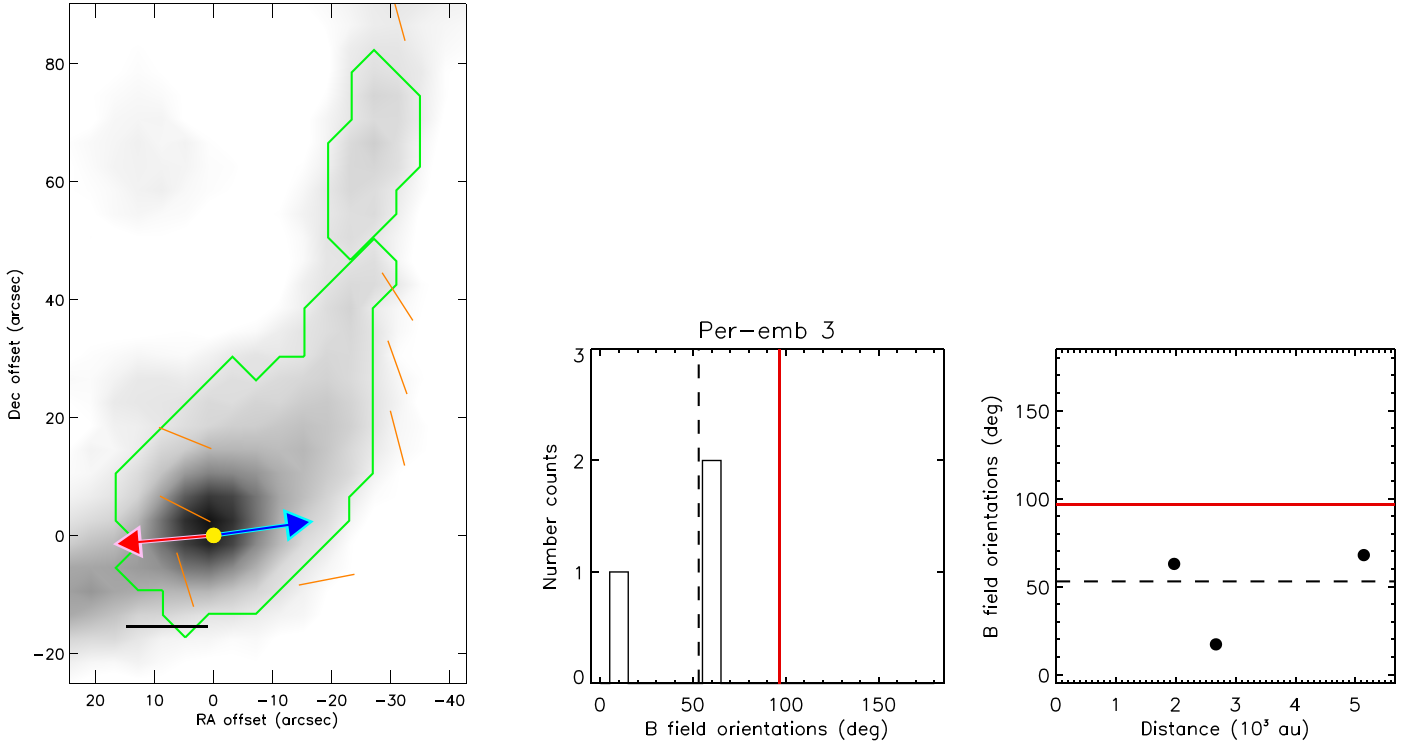 80
60
40
20
0
−20
Dec offset (arcsec)
20 10 0 −10 −20 −30 −40
RA offset (arcsec)
Per−emb 3
3
2
1
0
Number counts
0 50 100 150
B field orientations (deg)
150
100
50
0
B field orientations (deg)
0 1 2 3 4 5
Distance (10³ au)